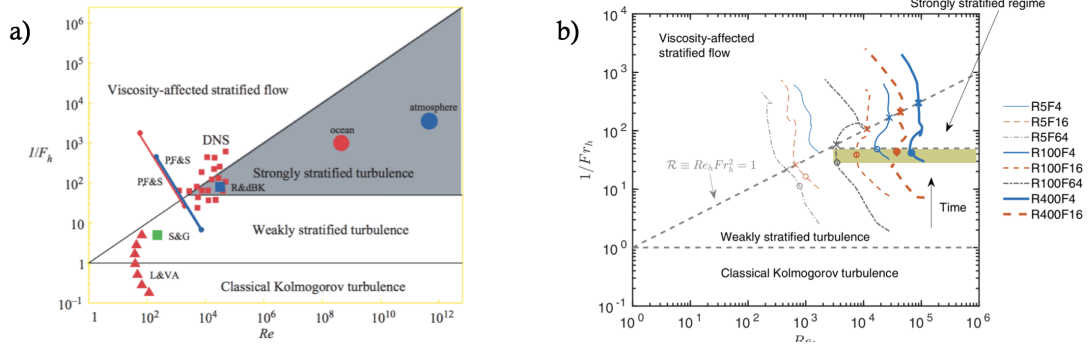 a)
10^6
10^5
10^4
10^3
10^2
10
1
10^-1
1/F_h
Viscosity-affected stratified flow
DNS
P,F&S
P,F&S
ocean
atmosphere
Strongly stratified turbulence
R&dBK
S&G
Weakly stratified turbulence
L&VA
Classical Kolmogorov turbulence
1 10^2 10^4 10^6 10^8 10^10 10^12
Re
b)
Strongly stratified regime
10^4
10^3
10^2
10^1
10^0
10^-1
1/Fr_h
Viscosity-affected
stratified flow
ℛ ≡ Re_h Fr_h^2 = 1
Time
Weakly stratified turbulence
Classical Kolmogorov turbulence
10^0 10^1 10^2 10^3 10^4 10^5 10^6
Re_h
R5F4
R5F16
R5F64
R100F4
R100F16
R100F64
R400F4
R400F16